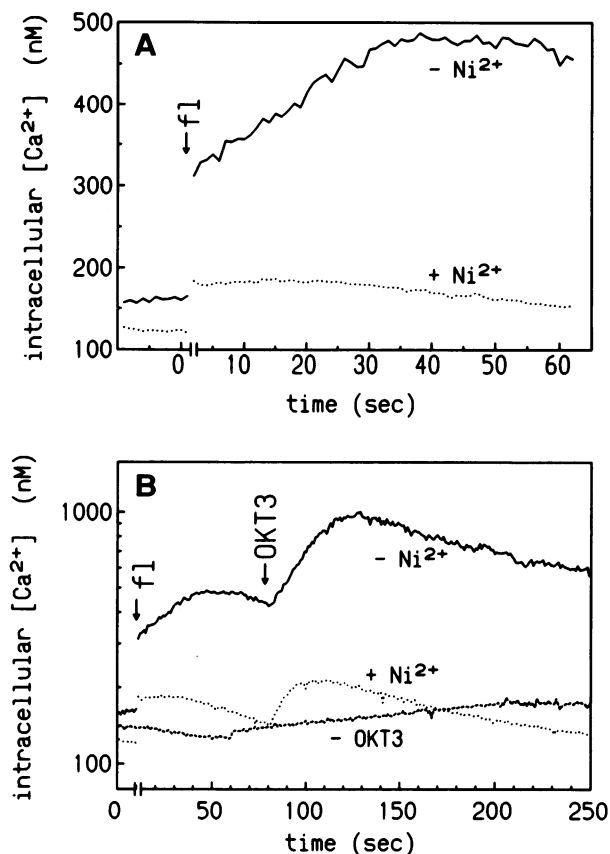 A
intracellular [Ca²⁺] (nM)
500
400
300
200
100
fl
− Ni²⁺
+ Ni²⁺
0
10
20
30
40
50
60
time (sec)
B
intracellular [Ca²⁺] (nM)
1000
100
fl
OKT3
− Ni²⁺
+ Ni²⁺
− OKT3
0
50
100
150
200
250
time (sec)